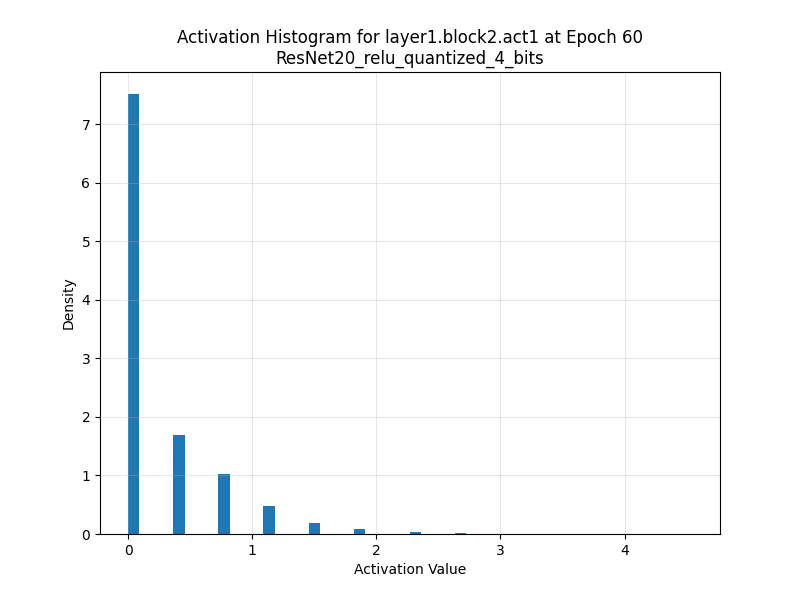 Activation Histogram for layer1.block2.act1 at Epoch 60
ResNet20_relu_quantized_4_bits
Density
7
6
5
4
3
2
1
0
0 1 2 3 4
Activation Value